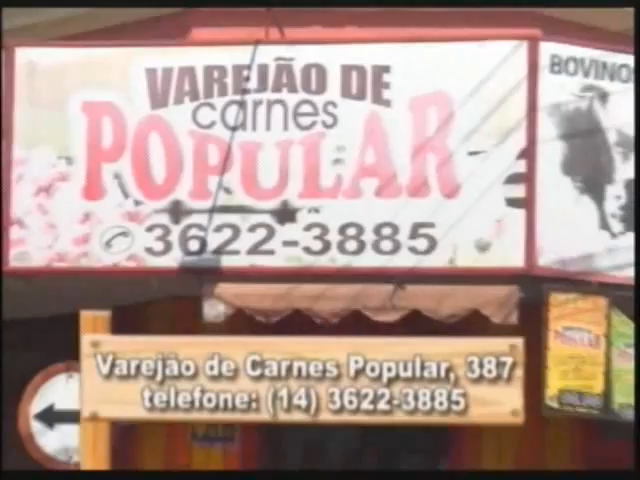 VAREJÃO DE
carnes
POPULAR
3622-3885
BOVINO
Varejão de Carnes Popular, 387
telefone: (14) 3622-3885